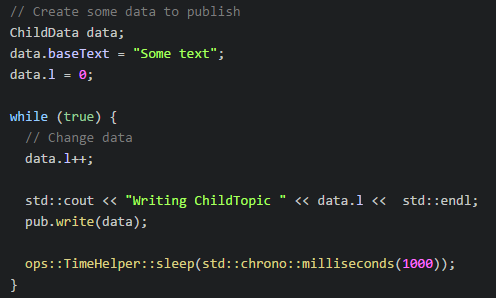 // Create some data to publish
ChildData data;
data.baseText = "Some text";
data.l = 0;

while (true) {
  // Change data
  data.l++;

  std::cout << "Writing ChildTopic " << data.l <<  std::endl;
  pub.write(data);

  ops::TimeHelper::sleep(std::chrono::milliseconds(1000));
}